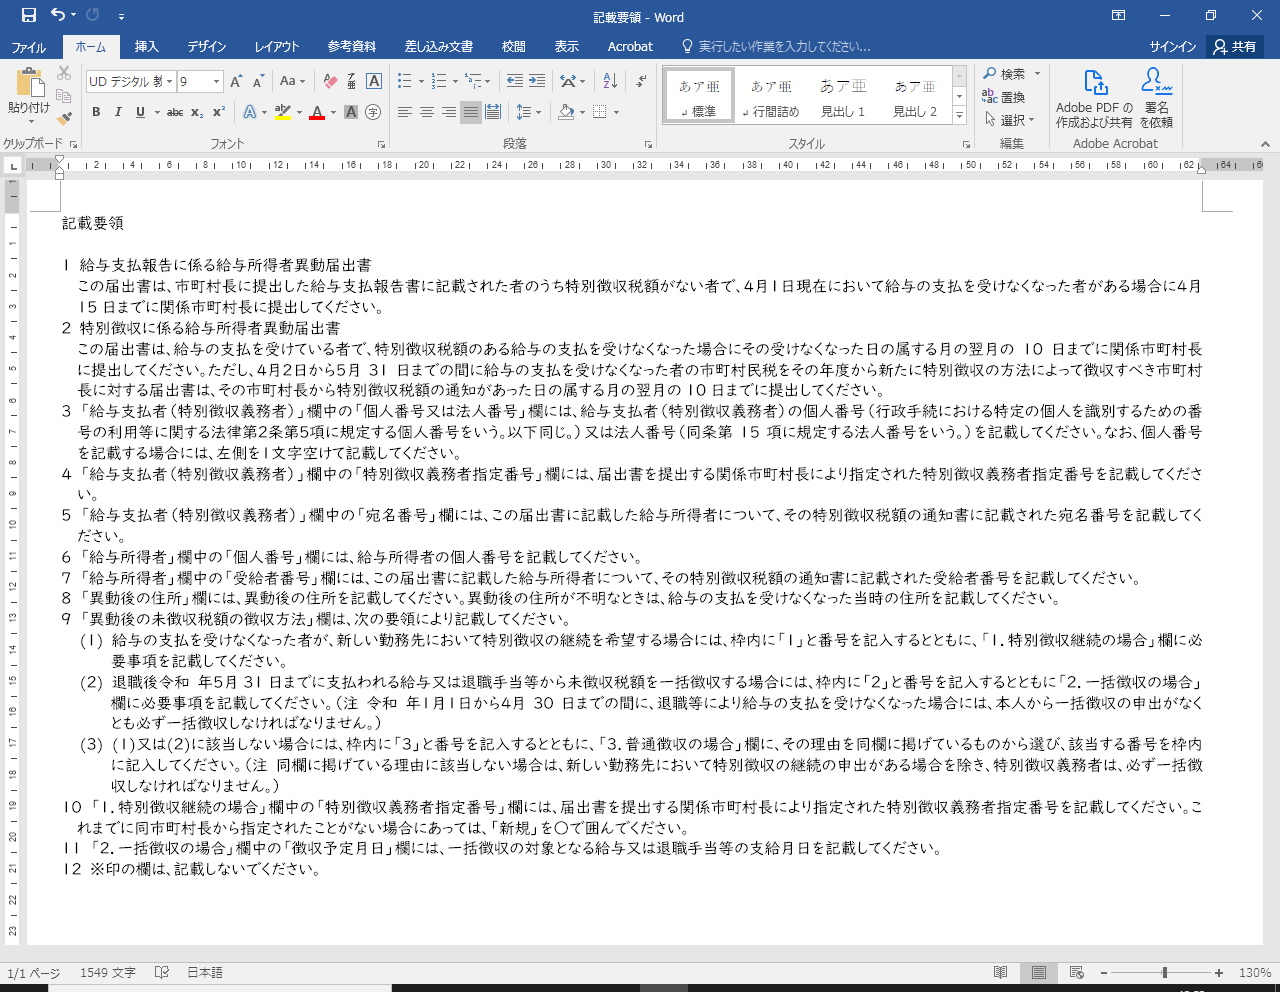 記載要領 - Word
ファイル ホーム 挿入 デザイン レイアウト 参考資料 差し込み文書 校閲 表示 Acrobat 実行したい作業を入力してください... サインイン 共有
貼り付け
クリップボード
UD デジタル 教 9
フォント
段落
あア亜 あア亜 あア亜 あア亜
標準 行間詰め 見出し 1 見出し 2
スタイル
検索
置換
選択
編集
Adobe PDF の
作成および共有
署名
を依頼
Adobe Acrobat
記載要領
1 給与支払報告に係る給与所得者異動届出書
この届出書は、市町村長に提出した給与支払報告書に記載された者のうち特別徴収税額がない者で、4月1日現在において給与の支払を受けなくなった者がある場合に4月
15 日までに関係市町村長に提出してください。
2 特別徴収に係る給与所得者異動届出書
この届出書は、給与の支払を受けている者で、特別徴収税額のある給与の支払を受けなくなった場合にその受けなくなった日の属する月の翌月の 10 日までに関係市町村長
に提出してください。ただし、4月2日から5月 31 日までの間に給与の支払を受けなくなった者の市町村民税をその年度から新たに特別徴収の方法によって徴収すべき市町村
長に対する届出書は、その市町村長から特別徴収税額の通知があった日の属する月の翌月の 10 日までに提出してください。
3 「給与支払者（特別徴収義務者）」欄中の「個人番号又は法人番号」欄には、給与支払者（特別徴収義務者）の個人番号（行政手続における特定の個人を識別するための番
号の利用等に関する法律第2条第5項に規定する個人番号をいう。以下同じ。）又は法人番号（同条第 15 項に規定する法人番号をいう。）を記載してください。なお、個人番号
を記載する場合には、左側を1文字空けて記載してください。
4 「給与支払者（特別徴収義務者）」欄中の「特別徴収義務者指定番号」欄には、届出書を提出する関係市町村長により指定された特別徴収義務者指定番号を記載してくださ
い。
5 「給与支払者（特別徴収義務者）」欄中の「宛名番号」欄には、この届出書に記載した給与所得者について、その特別徴収税額の通知書に記載された宛名番号を記載してく
ださい。
6 「給与所得者」欄中の「個人番号」欄には、給与所得者の個人番号を記載してください。
7 「給与所得者」欄中の「受給者番号」欄には、この届出書に記載した給与所得者について、その特別徴収税額の通知書に記載された受給者番号を記載してください。
8 「異動後の住所」欄には、異動後の住所を記載してください。異動後の住所が不明なときは、給与の支払を受けなくなった当時の住所を記載してください。
9 「異動後の未徴収税額の徴収方法」欄は、次の要領により記載してください。
(1) 給与の支払を受けなくなった者が、新しい勤務先において特別徴収の継続を希望する場合には、枠内に「1」と番号を記入するとともに、「1．特別徴収継続の場合」欄に必
要事項を記載してください。
(2) 退職後令和 年5月 31 日までに支払われる給与又は退職手当等から未徴収税額を一括徴収する場合には、枠内に「2」と番号を記入するとともに「2．一括徴収の場合」
欄に必要事項を記載してください。（注 令和 年1月1日から4月 30 日までの間に、退職等により給与の支払を受けなくなった場合には、本人から一括徴収の申出がなく
とも必ず一括徴収しなければなりません。）
(3) (1)又は(2)に該当しない場合には、枠内に「3」と番号を記入するとともに、「3．普通徴収の場合」欄に、その理由を同欄に掲げているものから選び、該当する番号を枠内
に記入してください。（注 同欄に掲げている理由に該当しない場合は、新しい勤務先において特別徴収の継続の申出がある場合を除き、特別徴収義務者は、必ず一括徴
収しなければなりません。）
10 「1．特別徴収継続の場合」欄中の「特別徴収義務者指定番号」欄には、届出書を提出する関係市町村長により指定された特別徴収義務者指定番号を記載してください。こ
れまでに同市町村長から指定されたことがない場合にあっては、「新規」を○で囲んでください。
11 「2．一括徴収の場合」欄中の「徴収予定月日」欄には、一括徴収の対象となる給与又は退職手当等の支給月日を記載してください。
12 ※印の欄は、記載しないでください。
1/1 ページ 1549 文字 日本語 130%